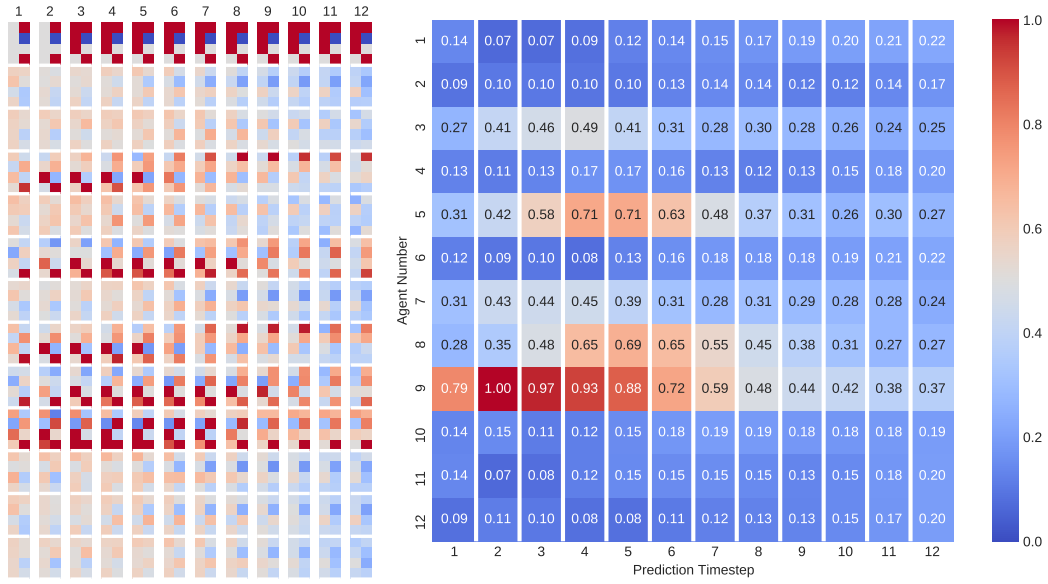 1 2 3 4 5 6 7 8 9 10 11 12
1.0
1 0.14 0.07 0.07 0.09 0.12 0.14 0.15 0.17 0.19 0.20 0.21 0.22
2 0.09 0.10 0.10 0.10 0.10 0.13 0.14 0.14 0.12 0.12 0.14 0.17
0.8
3 0.27 0.41 0.46 0.49 0.41 0.31 0.28 0.30 0.28 0.26 0.24 0.25
4 0.13 0.11 0.13 0.17 0.17 0.16 0.13 0.12 0.13 0.15 0.18 0.20
5 0.31 0.42 0.58 0.71 0.71 0.63 0.48 0.37 0.31 0.26 0.30 0.27
0.6
6 0.12 0.09 0.10 0.08 0.13 0.16 0.18 0.18 0.18 0.19 0.21 0.22
Agent Number
7 0.31 0.43 0.44 0.45 0.39 0.31 0.28 0.31 0.29 0.28 0.28 0.24
0.4
8 0.28 0.35 0.48 0.65 0.69 0.65 0.55 0.45 0.38 0.31 0.27 0.27
9 0.79 1.00 0.97 0.93 0.88 0.72 0.59 0.48 0.44 0.42 0.38 0.37
10 0.14 0.15 0.11 0.12 0.15 0.18 0.19 0.19 0.18 0.18 0.18 0.19
0.2
11 0.14 0.07 0.08 0.12 0.15 0.15 0.15 0.15 0.13 0.15 0.18 0.20
12 0.09 0.11 0.10 0.08 0.08 0.11 0.12 0.13 0.13 0.15 0.17 0.20
0.0
1 2 3 4 5 6 7 8 9 10 11 12
Prediction Timestep